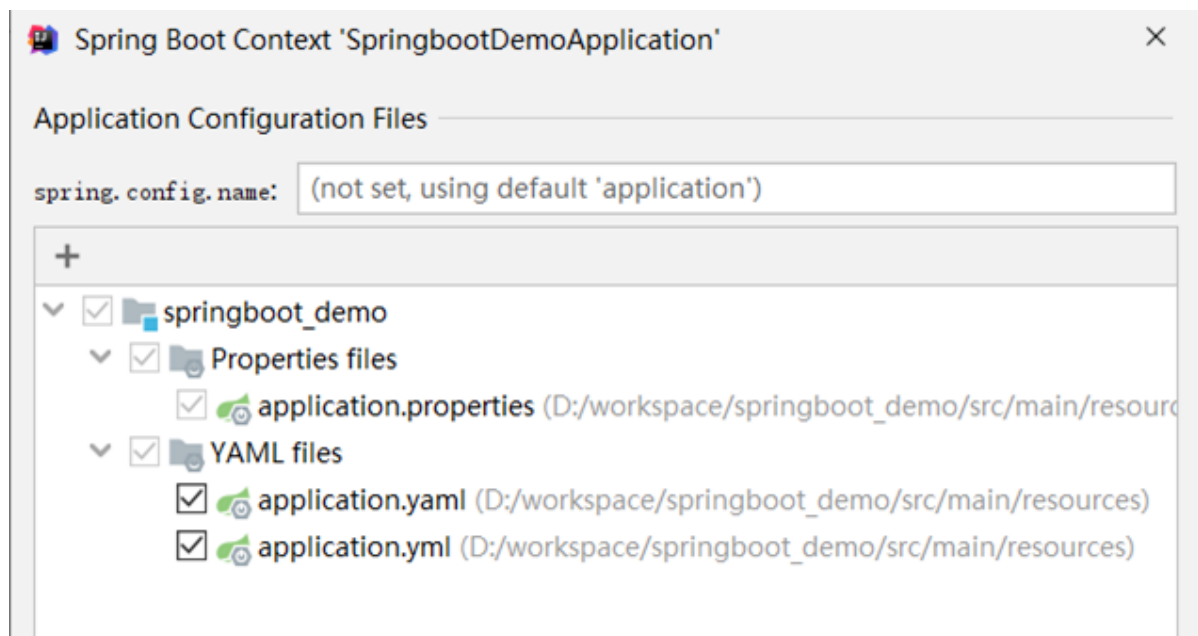 Spring Boot Context 'SpringbootDemoApplication'
Application Configuration Files
spring.config.name: (not set, using default 'application')
springboot_demo
Properties files
application.properties (D:/workspace/springboot_demo/src/main/resourc
YAML files
application.yaml (D:/workspace/springboot_demo/src/main/resources)
application.yml (D:/workspace/springboot_demo/src/main/resources)